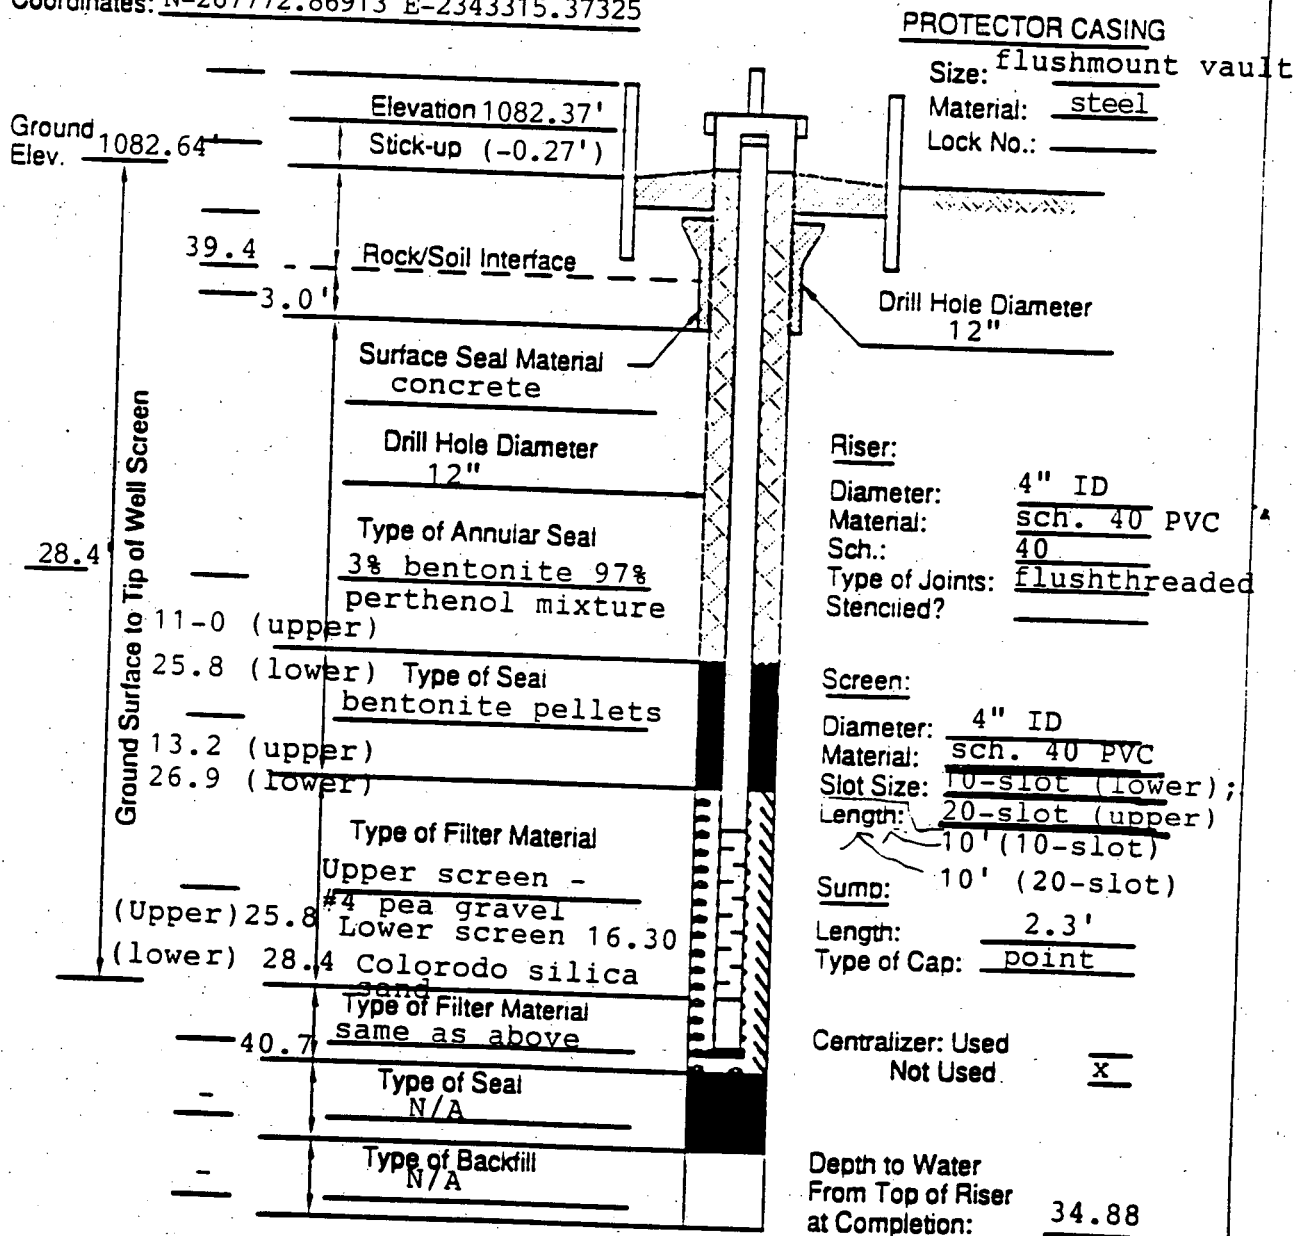 Coordinates: N-267772.86913 E-2343315.37325
PROTECTOR CASING
Size: flushmount vault
Material: steel
Lock No.:
Elevation 1082.37'
Ground Elev. 1082.64'
Stick-up (-0.27')
39.4
Rock/Soil Interface
3.0'
Drill Hole Diameter
12"
Surface Seal Material
concrete
Drill Hole Diameter
12"
Ground Surface to Tip of Well Screen
28.4'
Type of Annular Seal
3% bentonite 97%
perthenol mixture
11-0 (upper)
25.8 (lower)
Type of Seal
bentonite pellets
13.2 (upper)
26.9 (lower)
Type of Filter Material
Upper screen -
#4 pea gravel
Lower screen 16.30
Colorodo silica
sand
(Upper) 25.8
(lower) 28.4
Type of Filter Material
same as above
40.7
Type of Seal
N/A
-
Type of Backfill
N/A
-
Riser:
Diameter: 4" ID
Material: sch. 40 PVC
Sch.: 40
Type of Joints: flushthreaded
Stenciled?
Screen:
Diameter: 4" ID
Material: sch. 40 PVC
Slot Size: 10-slot (lower);
20-slot (upper)
Length: 10' (10-slot)
10' (20-slot)
Sump:
Length: 2.3'
Type of Cap: point
Centralizer: Used
Not Used x
Depth to Water
From Top of Riser
at Completion: 34.88